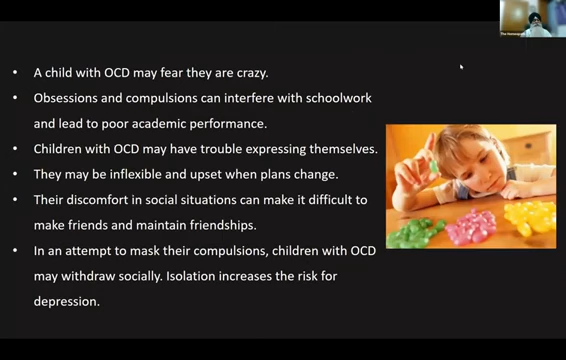 • A child with OCD may fear they are crazy.
• Obsessions and compulsions can interfere with schoolwork
and lead to poor academic performance.
• Children with OCD may have trouble expressing themselves.
• They may be inflexible and upset when plans change.
• Their discomfort in social situations can make it difficult to
make friends and maintain friendships.
• In an attempt to mask their compulsions, children with OCD
may withdraw socially. Isolation increases the risk for
depression.